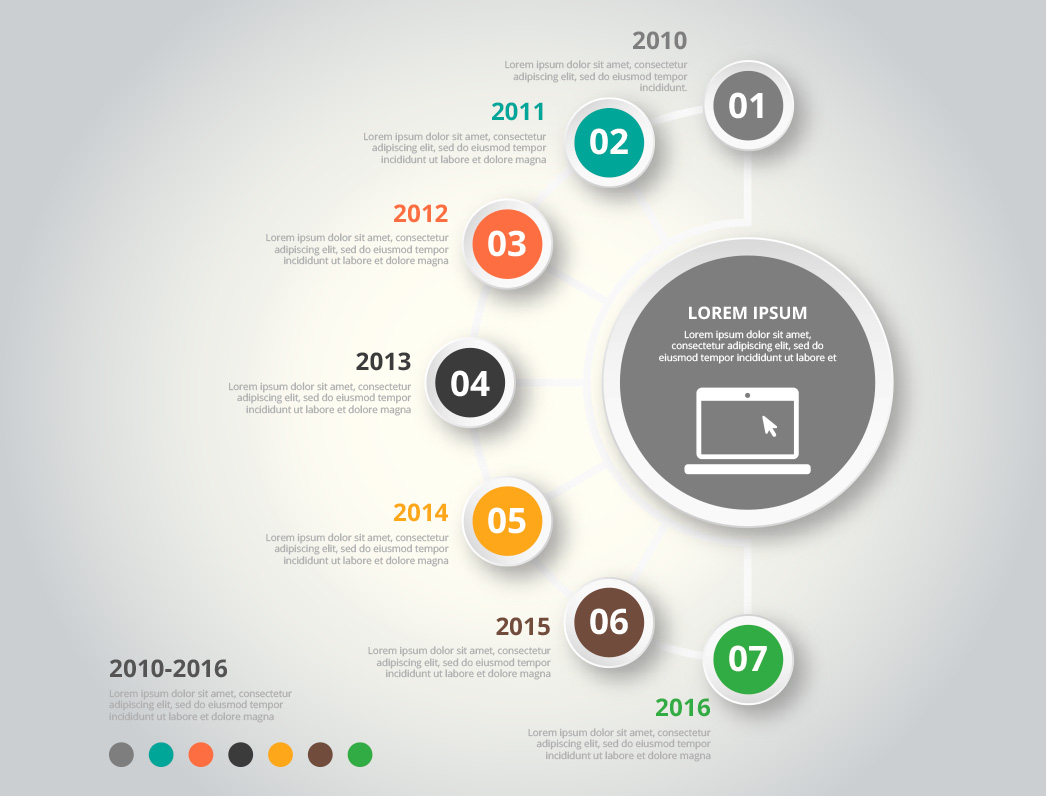 2010
Lorem ipsum dolor sit amet, consectetur
adipiscing elit, sed do eiusmod tempor
incididunt.
01
2011
Lorem ipsum dolor sit amet, consectetur
adipiscing elit, sed do eiusmod tempor
incididunt ut labore et dolore magna
02
2012
Lorem ipsum dolor sit amet, consectetur
adipiscing elit, sed do eiusmod tempor
incididunt ut labore et dolore magna
03
LOREM IPSUM
Lorem ipsum dolor sit amet,
consectetur adipiscing elit, sed do
eiusmod tempor incididunt ut labore et
2013
Lorem ipsum dolor sit amet, consectetur
adipiscing elit, sed do eiusmod tempor
incididunt ut labore et dolore magna
04
2014
Lorem ipsum dolor sit amet, consectetur
adipiscing elit, sed do eiusmod tempor
incididunt ut labore et dolore magna
05
2015
Lorem ipsum dolor sit amet, consectetur
adipiscing elit, sed do eiusmod tempor
incididunt ut labore et dolore magna
06
2016
Lorem ipsum dolor sit amet, consectetur
adipiscing elit, sed do eiusmod tempor
incididunt ut labore et dolore magna
07
2010-2016
Lorem ipsum dolor sit amet, consectetur
adipiscing elit, sed do eiusmod tempor
incididunt ut labore et dolore magna